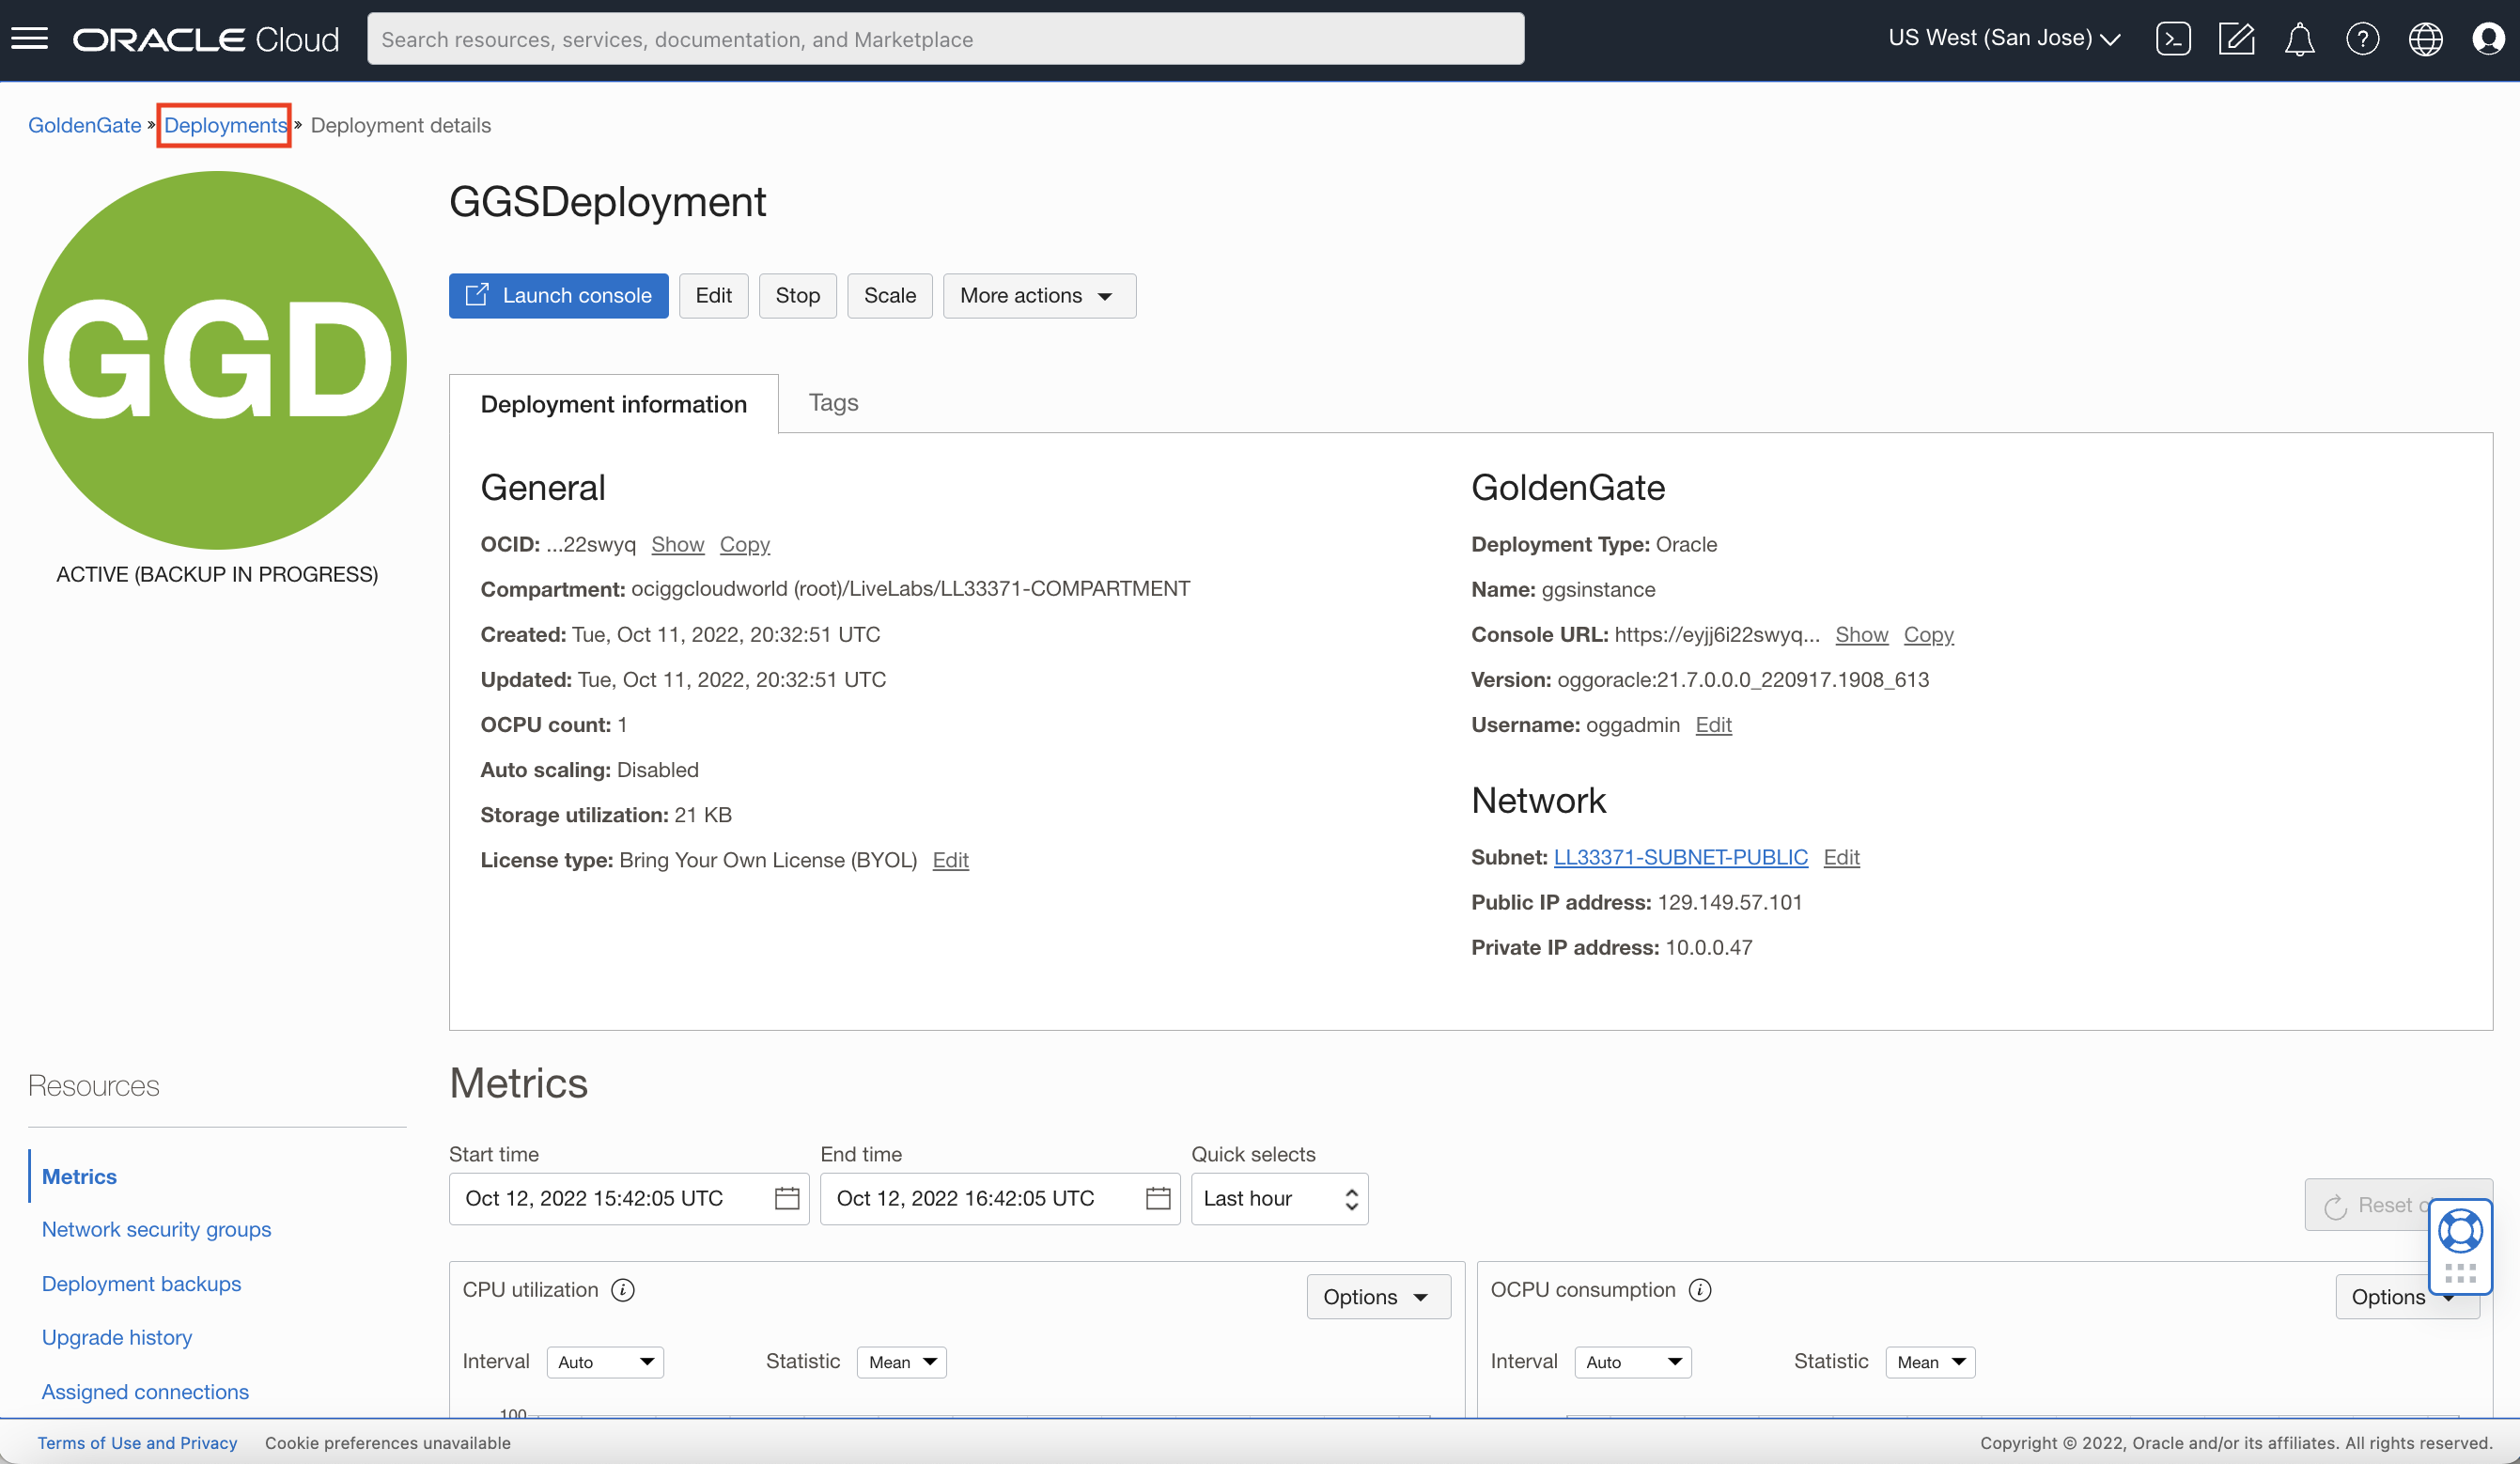 ORACLE Cloud
Search resources, services, documentation, and Marketplace
US West (San Jose)
GoldenGate » Deployments » Deployment details
GGD
ACTIVE (BACKUP IN PROGRESS)
GGSDeployment
Launch console Edit Stop Scale More actions
Deployment information Tags
General
OCID: ...22swyq Show Copy
Compartment: ociggcloudworld (root)/LiveLabs/LL33371-COMPARTMENT
Created: Tue, Oct 11, 2022, 20:32:51 UTC
Updated: Tue, Oct 11, 2022, 20:32:51 UTC
OCPU count: 1
Auto scaling: Disabled
Storage utilization: 21 KB
License type: Bring Your Own License (BYOL) Edit
GoldenGate
Deployment Type: Oracle
Name: ggsinstance
Console URL: https://eyjj6i22swyq... Show Copy
Version: oggoracle:21.7.0.0.0_220917.1908_613
Username: oggadmin Edit
Network
Subnet: LL33371-SUBNET-PUBLIC Edit
Public IP address: 129.149.57.101
Private IP address: 10.0.0.47
Resources
Metrics
Network security groups
Deployment backups
Upgrade history
Assigned connections
Metrics
Start time End time Quick selects
Oct 12, 2022 15:42:05 UTC Oct 12, 2022 16:42:05 UTC Last hour
Reset
CPU utilization Options
Interval Auto Statistic Mean
100
OCPU consumption Options
Interval Auto Statistic Mean
Terms of Use and Privacy Cookie preferences unavailable
Copyright © 2022, Oracle and/or its affiliates. All rights reserved.